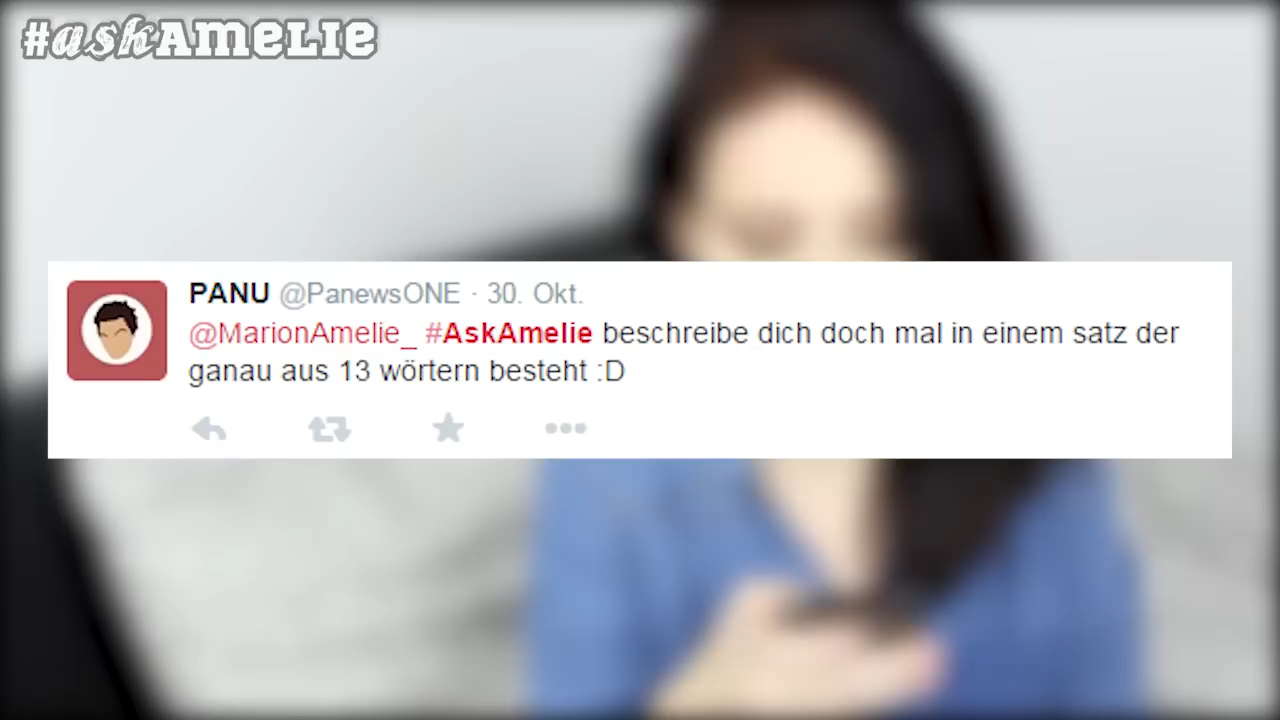 #askAMELIE
PANU @PanewsONE · 30. Okt.
@MarionAmelie_ #AskAmelie beschreibe dich doch mal in einem satz der
ganau aus 13 wörtern besteht :D